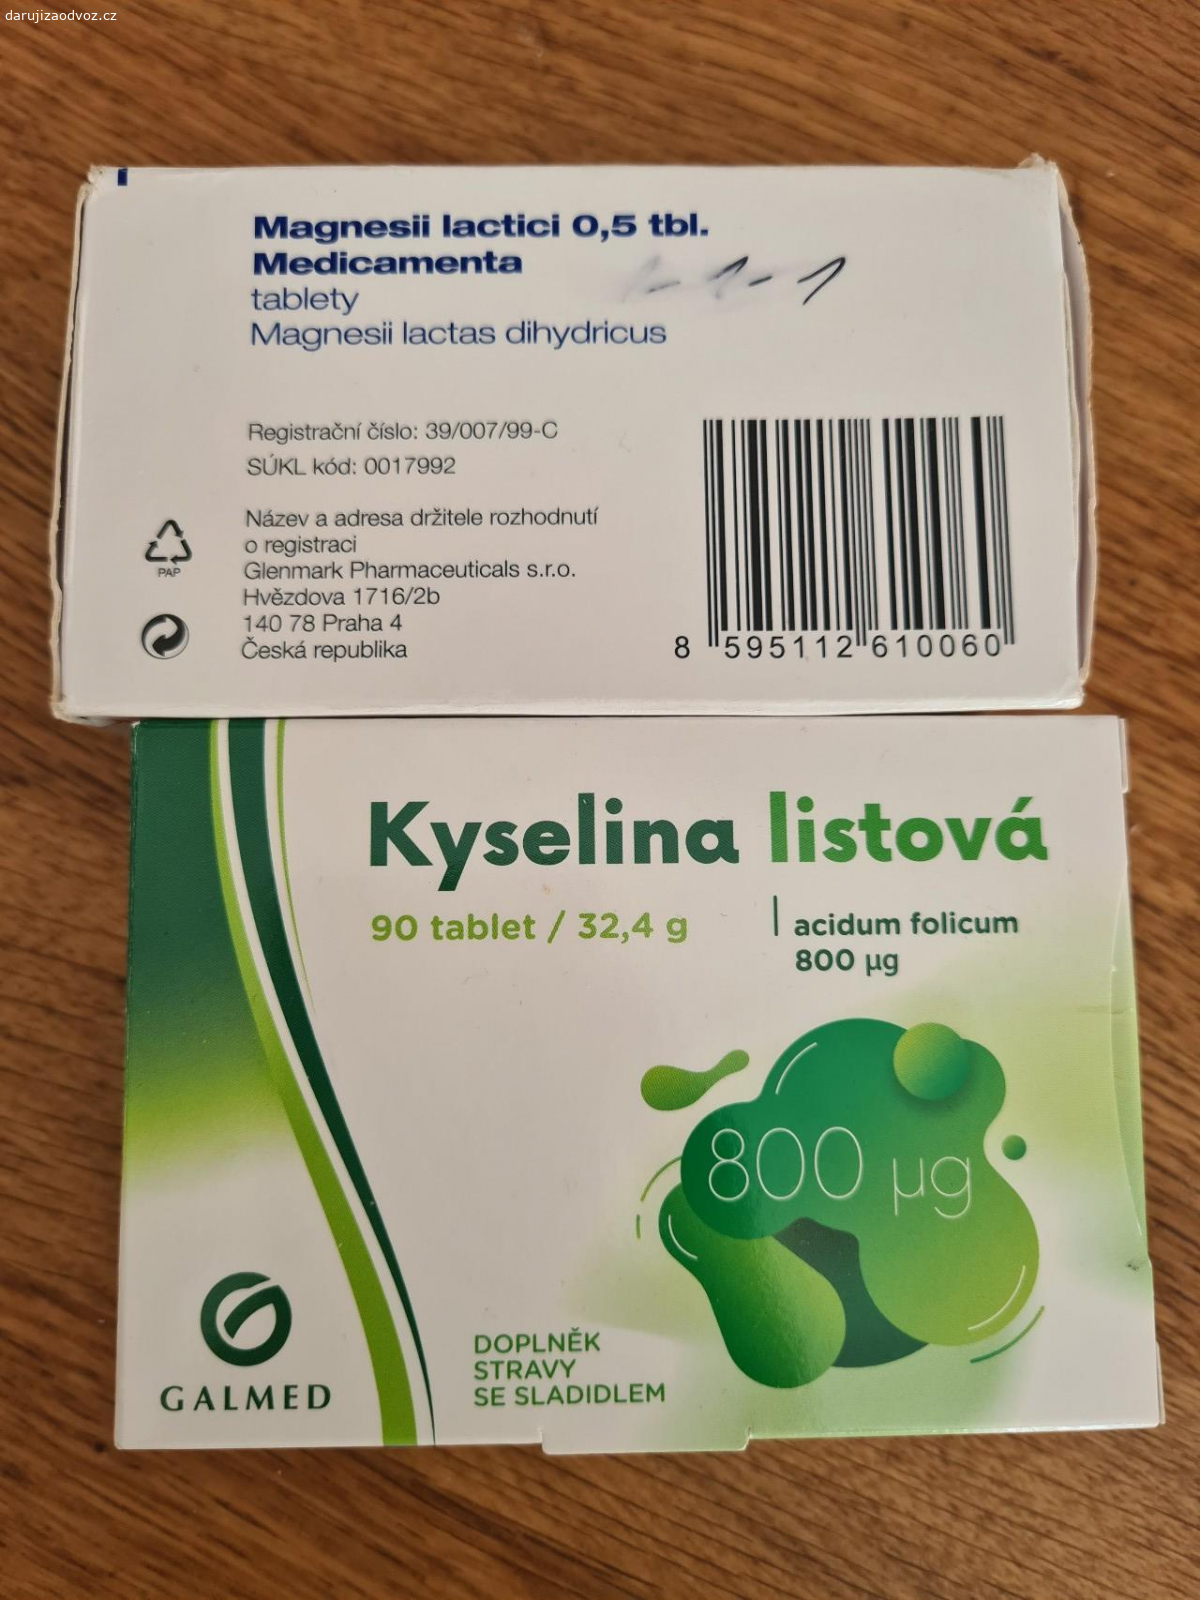 darujizaodvoz.cz
Magnesii lactici 0,5 tbl.
Medicamenta
1-1-1
tablety
Magnesii lactas dihydricus
Registrační číslo: 39/007/99-C
SÚKL kód: 0017992
Název a adresa držitele rozhodnutí
o registraci
Glenmark Pharmaceuticals s.r.o.
Hvězdova 1716/2b
140 78 Praha 4
Česká republika
PAP
8 595112 610060
Kyselina listová
90 tablet / 32,4 g
acidum folicum
800 µg
800 µg
DOPLNĚK
STRAVY
SE SLADIDLEM
GALMED